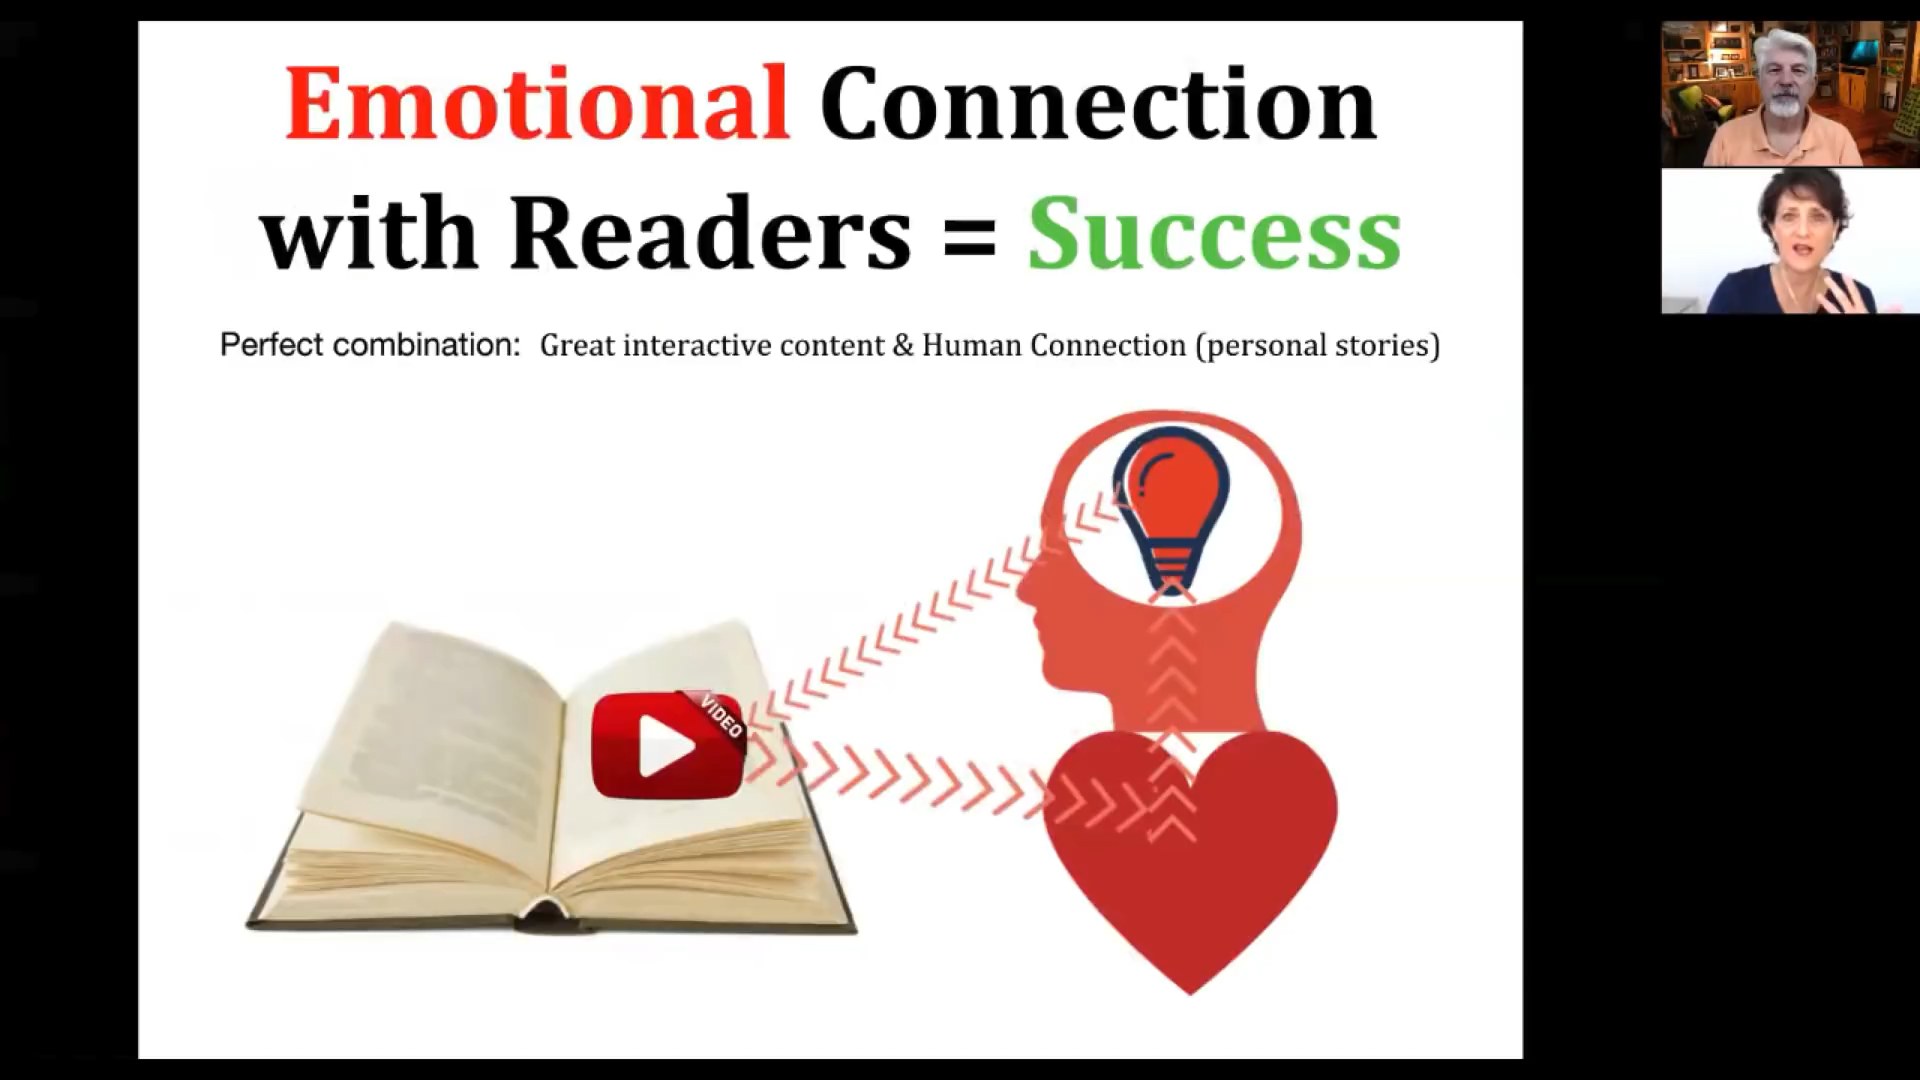 Emotional Connection
with Readers = Success
Perfect combination: Great interactive content & Human Connection (personal stories)
VIDEO